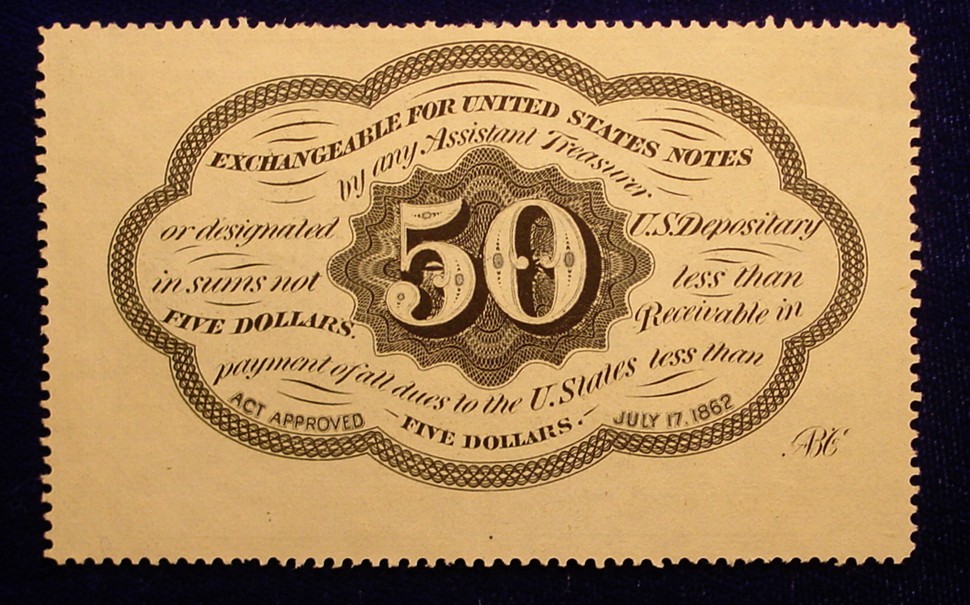 EXCHANGEABLE FOR UNITED STATES NOTES
by any Assistant Treasurer
or designated U.S. Depositary
in sums not less than
FIVE DOLLARS. Receivable in
payment of all dues to the U. States less than
FIVE DOLLARS.
ACT APPROVED JULY 17, 1862
50
ABC